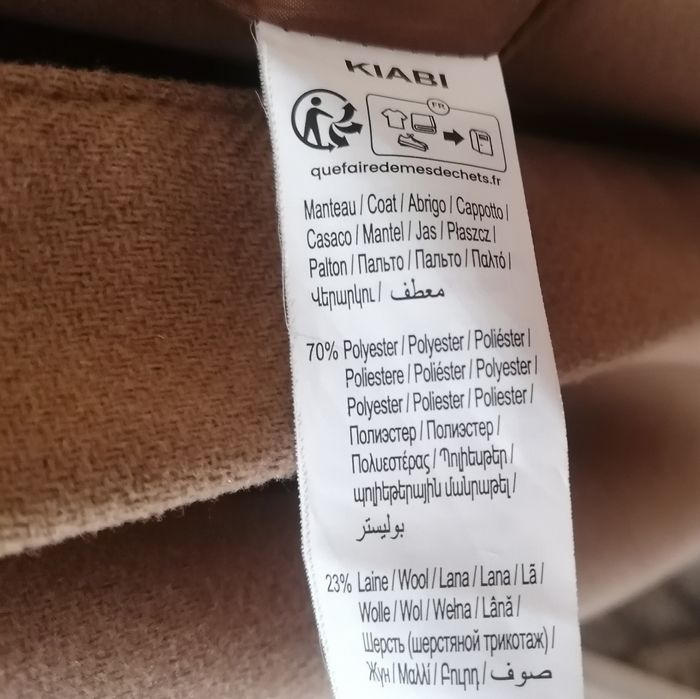 KIABI
FR
quefairedemesdechets.fr
Manteau / Coat / Abrigo / Cappotto /
Casaco / Mantel / Jas / Płaszcz /
Palton / Пальто / Пальто / Παλτό /
Վերարկու / معطف
70% Polyester / Polyester / Poliéster /
Poliestere / Poliéster / Polyester /
Polyester / Poliester / Poliester /
Полиэстер / Полиэстер /
Πολυεστέρας / Պոլիեսթեր /
պոլիեթերային մանրաթել /
بوليستر
23% Laine / Wool / Lana / Lana / Lã /
Wolle / Wol / Wełna / Lână /
Шерсть (шерстяной трикотаж) /
Жүн / Μαλλί / Բուրդ / صوف /